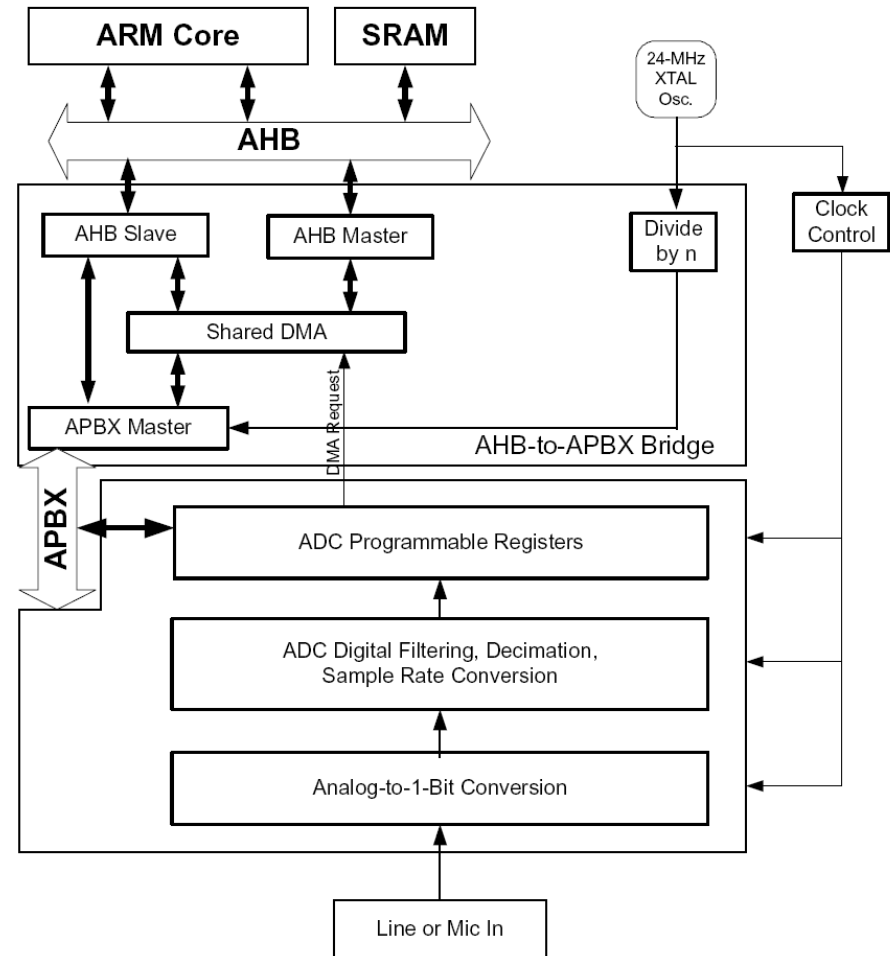 ARM Core
SRAM
24-MHz
XTAL
Osc.
AHB
AHB Slave
AHB Master
Divide
by n
Clock
Control
Shared DMA
DMA Request
APBX Master
AHB-to-APBX Bridge
APBX
ADC Programmable Registers
ADC Digital Filtering, Decimation,
Sample Rate Conversion
Analog-to-1-Bit Conversion
Line or Mic In